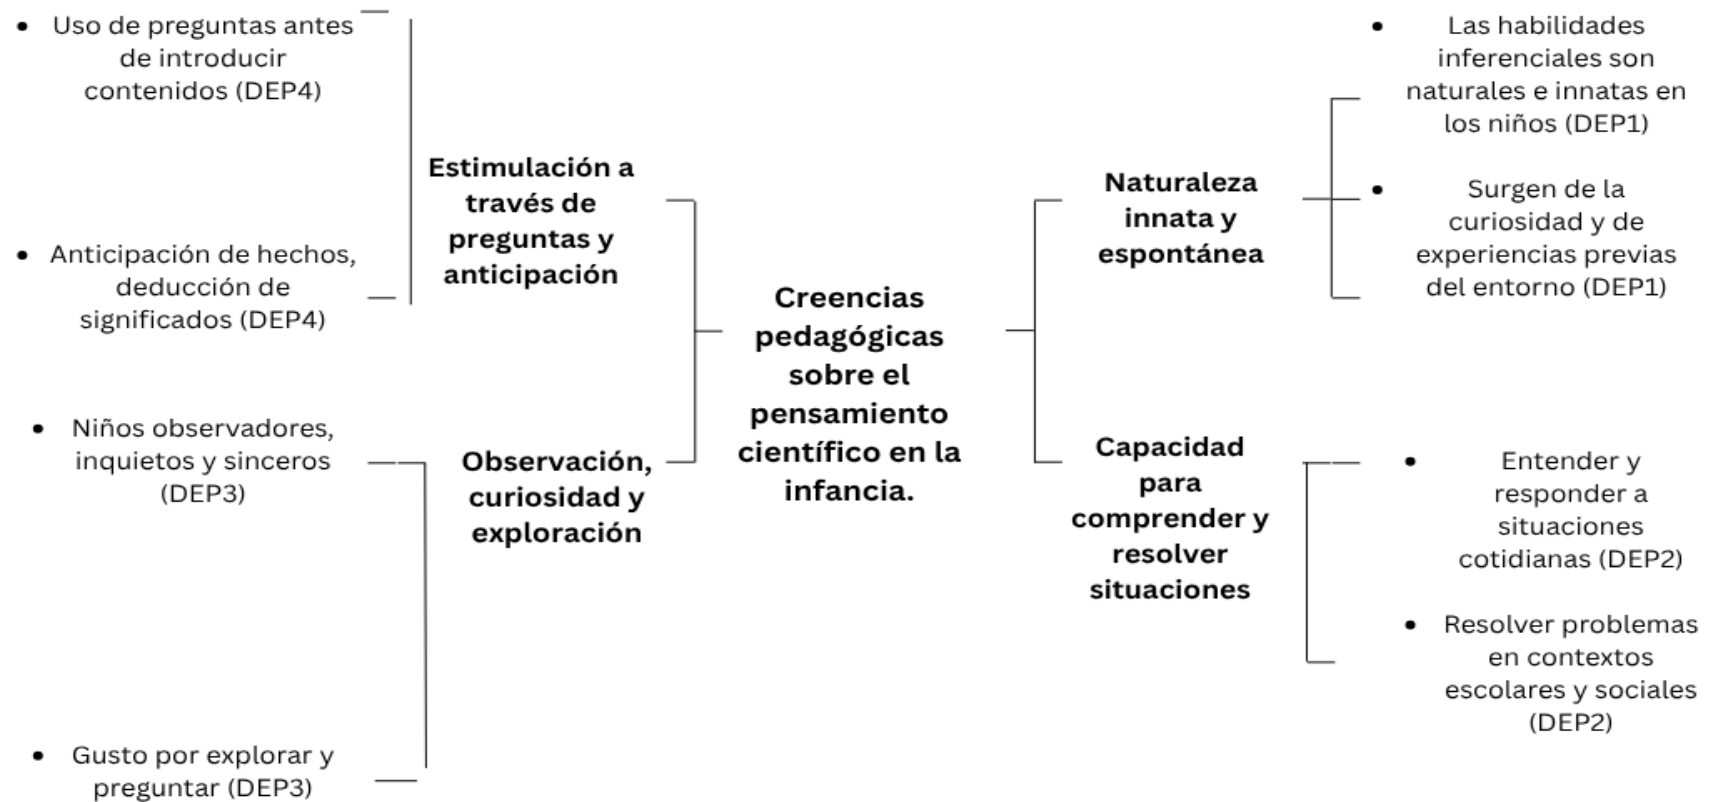 • Uso de preguntas antes
de introducir
contenidos (DEP4)
• Anticipación de hechos,
deducción de
significados (DEP4)
Estimulación a
través de
preguntas y
anticipación
• Niños observadores,
inquietos y sinceros
(DEP3)
• Gusto por explorar y
preguntar (DEP3)
Observación,
curiosidad y
exploración
Creencias
pedagógicas
sobre el
pensamiento
científico en la
infancia.
Naturaleza
innata y
espontánea
• Las habilidades
inferenciales son
naturales e innatas en
los niños (DEP1)
• Surgen de la
curiosidad y de
experiencias previas
del entorno (DEP1)
Capacidad
para
comprender y
resolver
situaciones
• Entender y
responder a
situaciones
cotidianas (DEP2)
• Resolver problemas
en contextos
escolares y sociales
(DEP2)